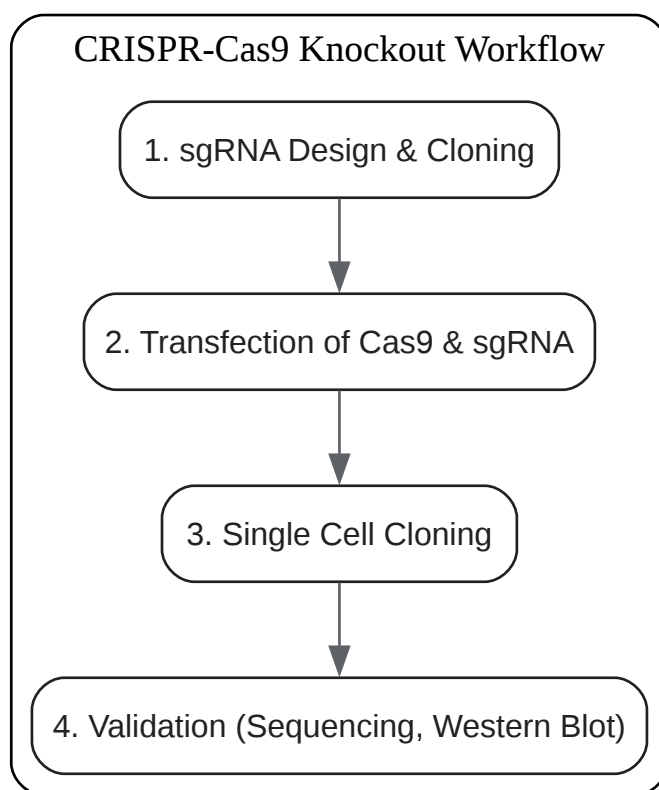 CRISPR-Cas9 Knockout Workflow
1. sgRNA Design & Cloning
2. Transfection of Cas9 & sgRNA
3. Single Cell Cloning
4. Validation (Sequencing, Western Blot)